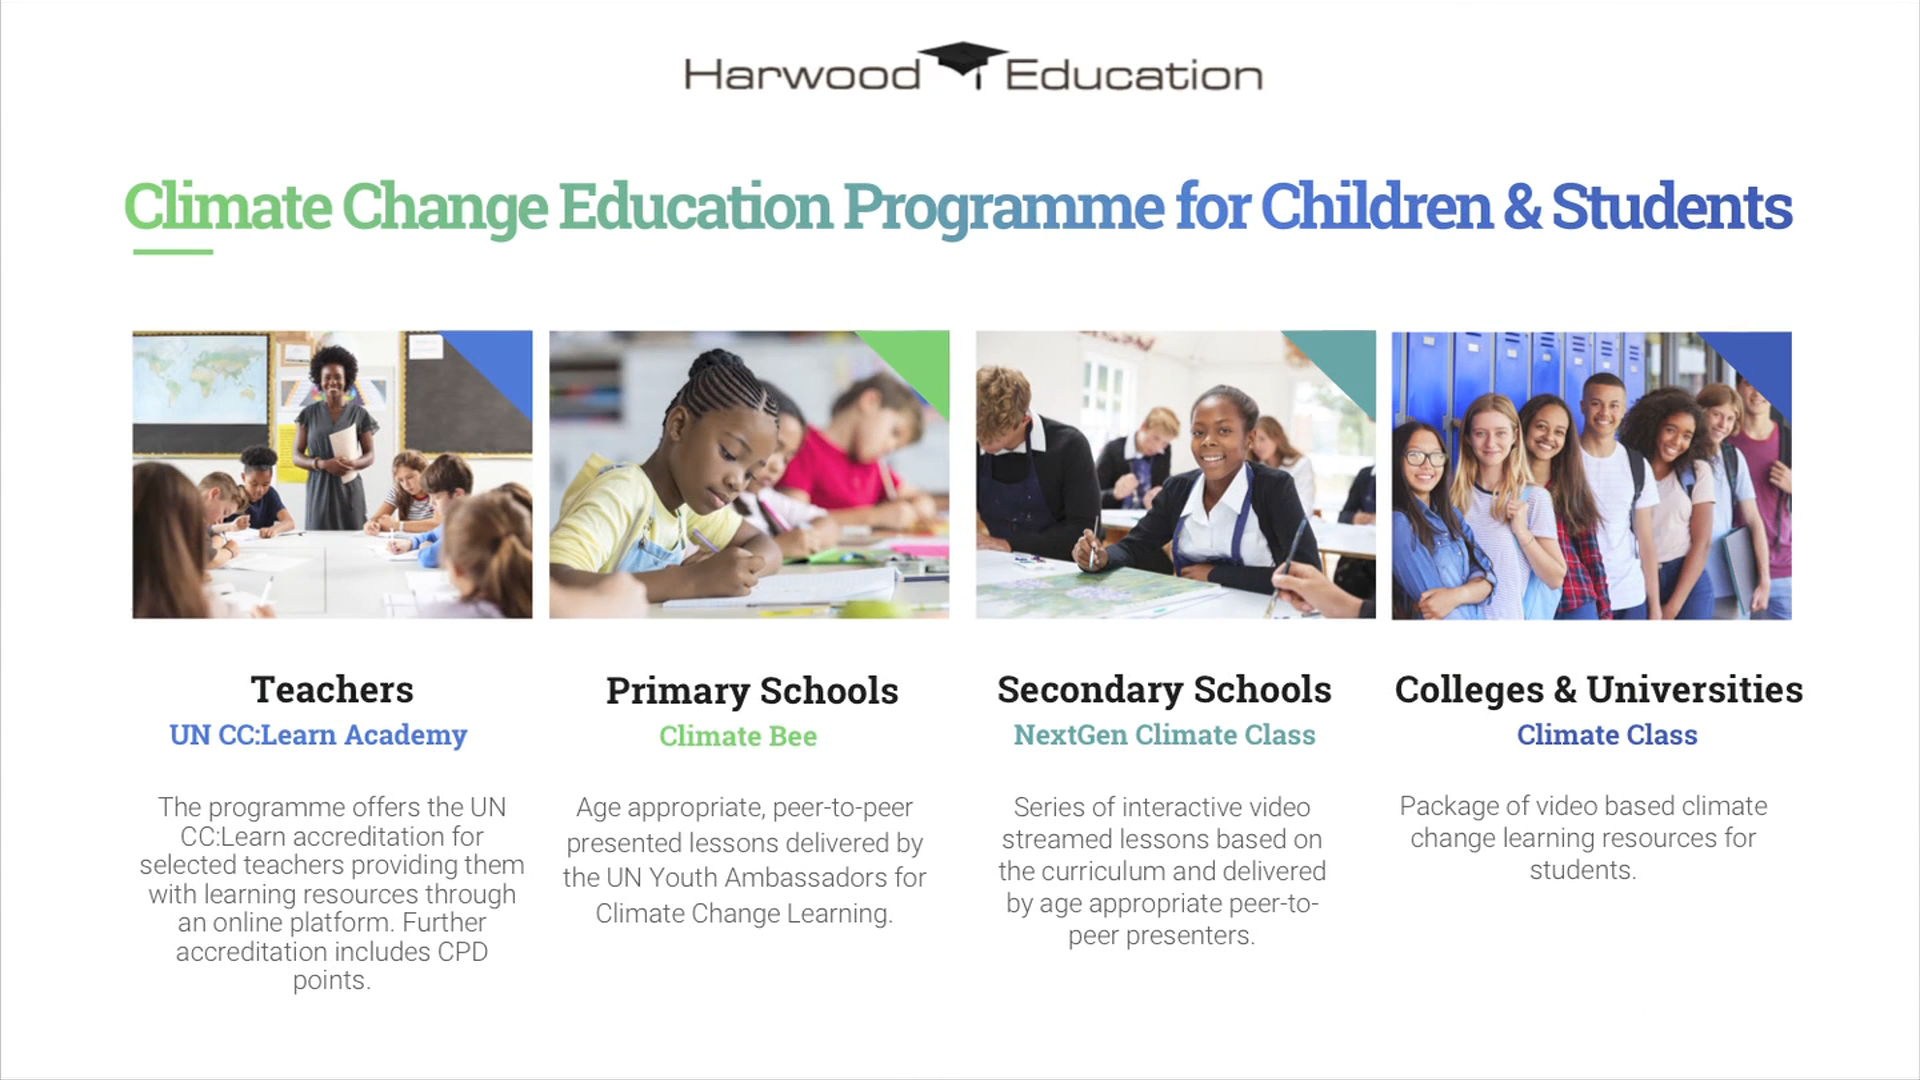 Harwood Education
Climate Change Education Programme for Children & Students
Teachers
UN CC:Learn Academy
The programme offers the UN
CC:Learn accreditation for
selected teachers providing them
with learning resources through
an online platform. Further
accreditation includes CPD
points.
Primary Schools
Climate Bee
Age appropriate, peer-to-peer
presented lessons delivered by
the UN Youth Ambassadors for
Climate Change Learning.
Secondary Schools
NextGen Climate Class
Series of interactive video
streamed lessons based on
the curriculum and delivered
by age appropriate peer-to-
peer presenters.
Colleges & Universities
Climate Class
Package of video based climate
change learning resources for
students.